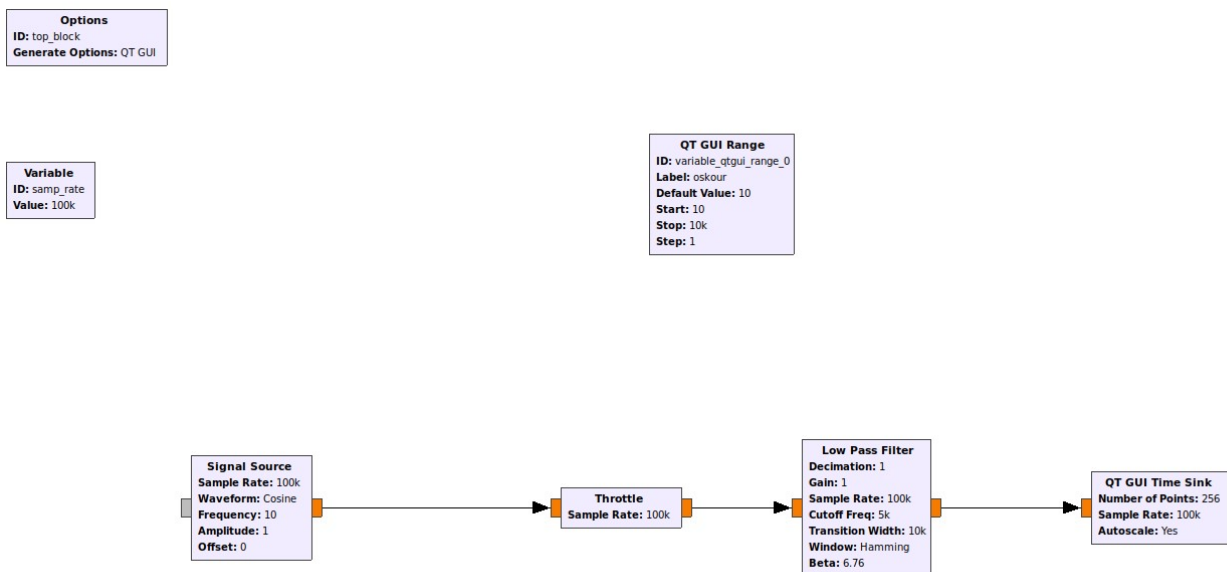 Options
ID: top_block
Generate Options: QT GUI
Variable
ID: samp_rate
Value: 100k
QT GUI Range
ID: variable_qtgui_range_0
Label: oskour
Default Value: 10
Start: 10
Stop: 10k
Step: 1
Signal Source
Sample Rate: 100k
Waveform: Cosine
Frequency: 10
Amplitude: 1
Offset: 0
Throttle
Sample Rate: 100k
Low Pass Filter
Decimation: 1
Gain: 1
Sample Rate: 100k
Cutoff Freq: 5k
Transition Width: 10k
Window: Hamming
Beta: 6.76
QT GUI Time Sink
Number of Points: 256
Sample Rate: 100k
Autoscale: Yes